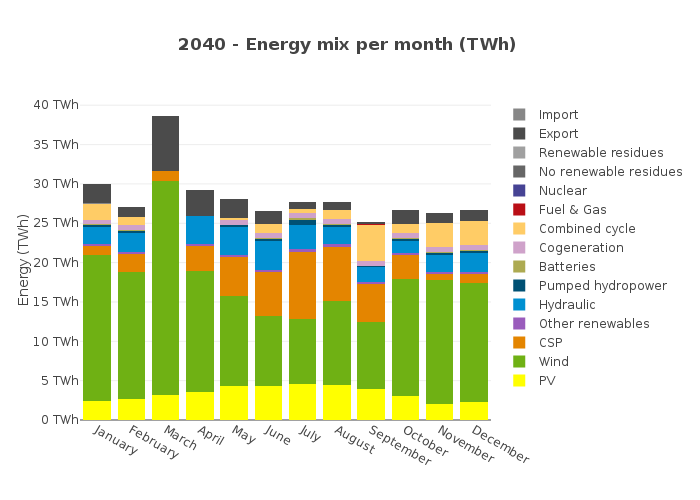 2040 - Energy mix per month (TWh)
Energy (TWh)
40 TWh
35 TWh
30 TWh
25 TWh
20 TWh
15 TWh
10 TWh
5 TWh
0 TWh
January
February
March
April
May
June
July
August
September
October
November
December
Import
Export
Renewable residues
No renewable residues
Nuclear
Fuel & Gas
Combined cycle
Cogeneration
Batteries
Pumped hydropower
Hydraulic
Other renewables
CSP
Wind
PV